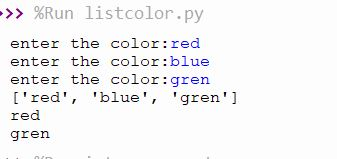 >>> %Run listcolor.py
enter the color:red
enter the color:blue
enter the color:gren
['red', 'blue', 'gren']
red
gren